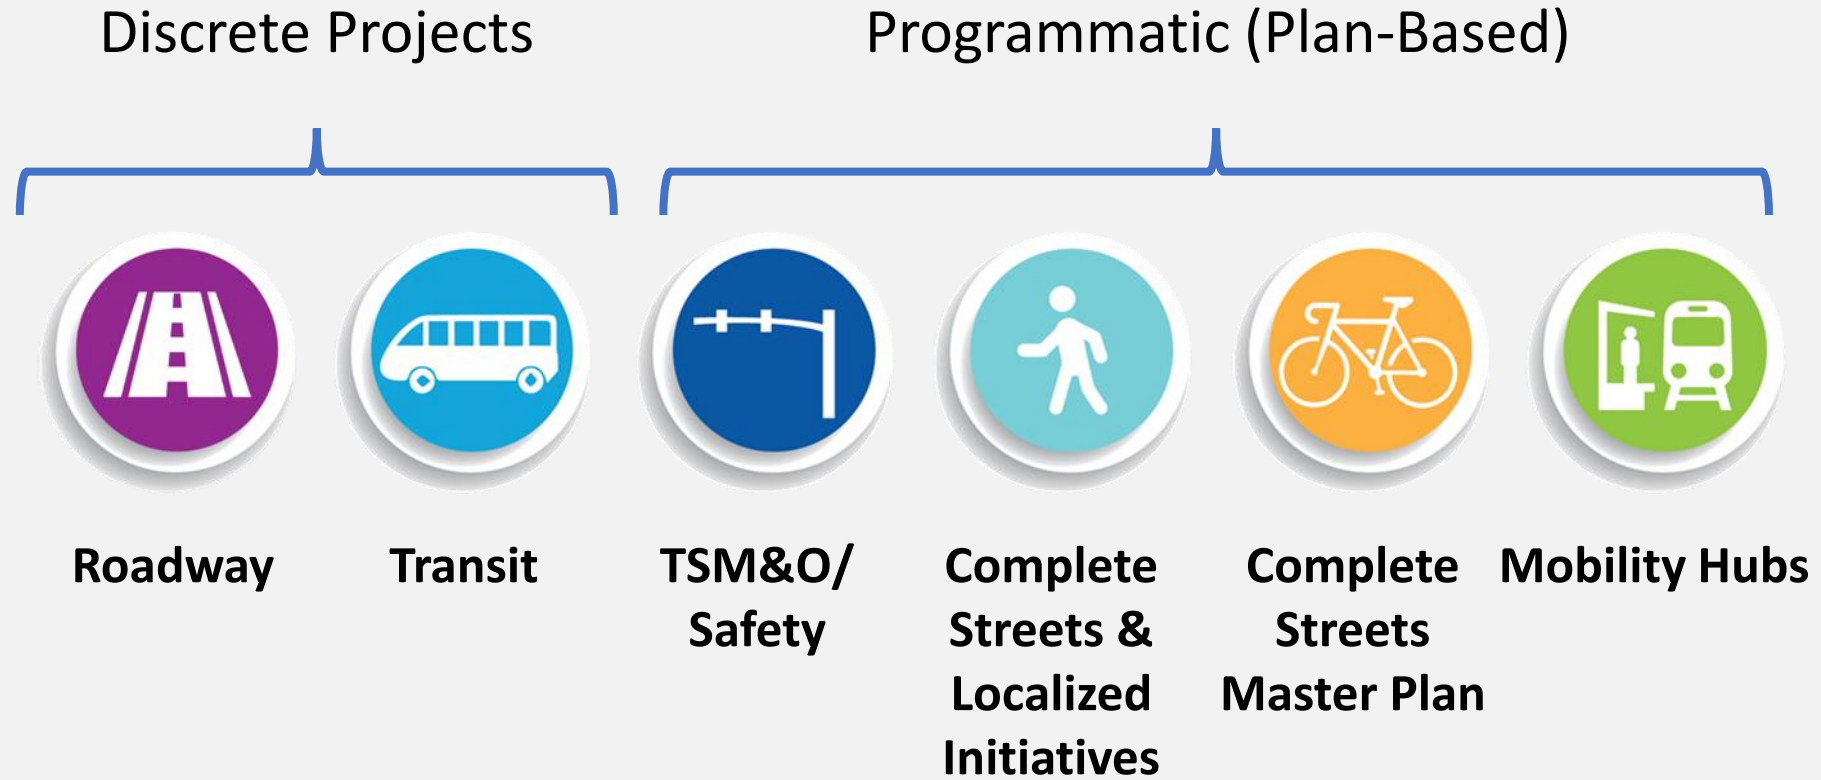 Discrete Projects
Programmatic (Plan-Based)
Roadway
Transit
TSM&O/
Safety
Complete
Streets &
Localized
Initiatives
Complete
Streets
Master Plan
Mobility Hubs